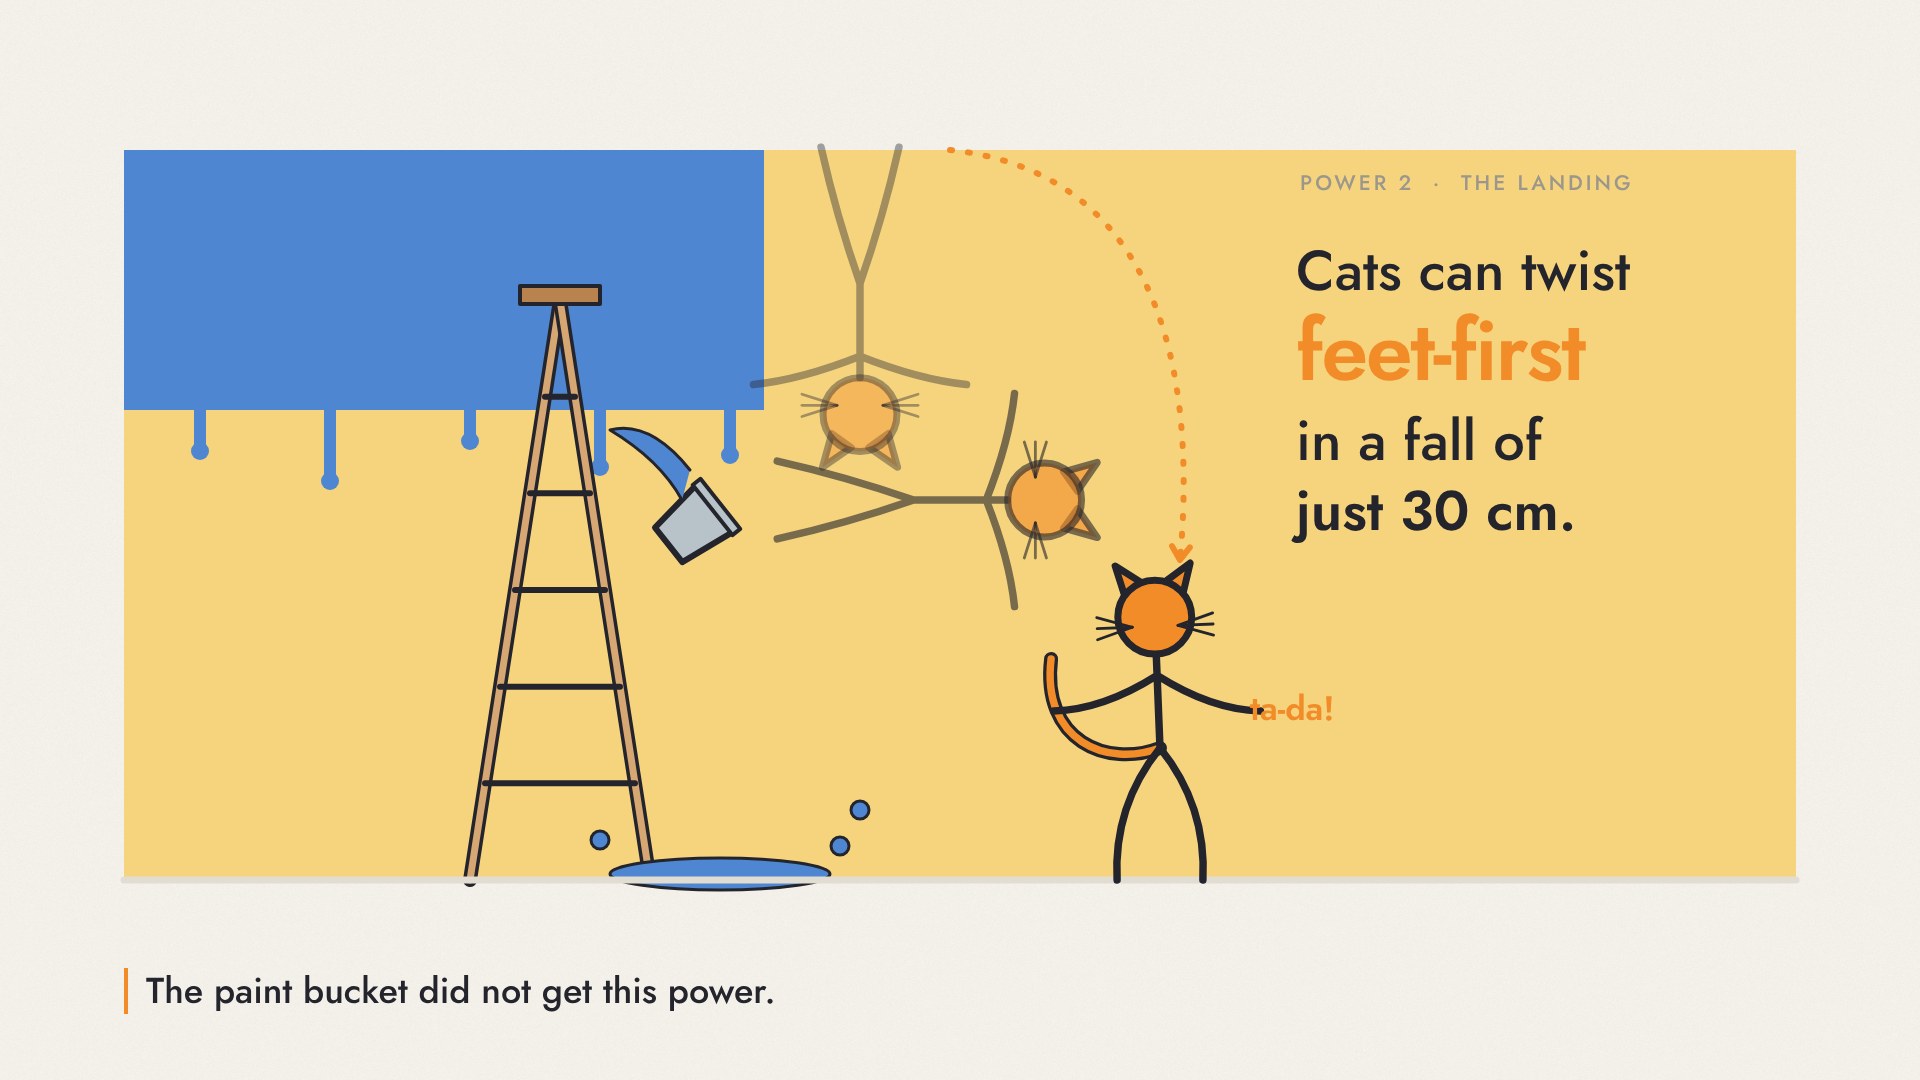 POWER 2 · THE LANDING
Cats can twist
feet-first
in a fall of
just 30 cm.
ta-da!
The paint bucket did not get this power.